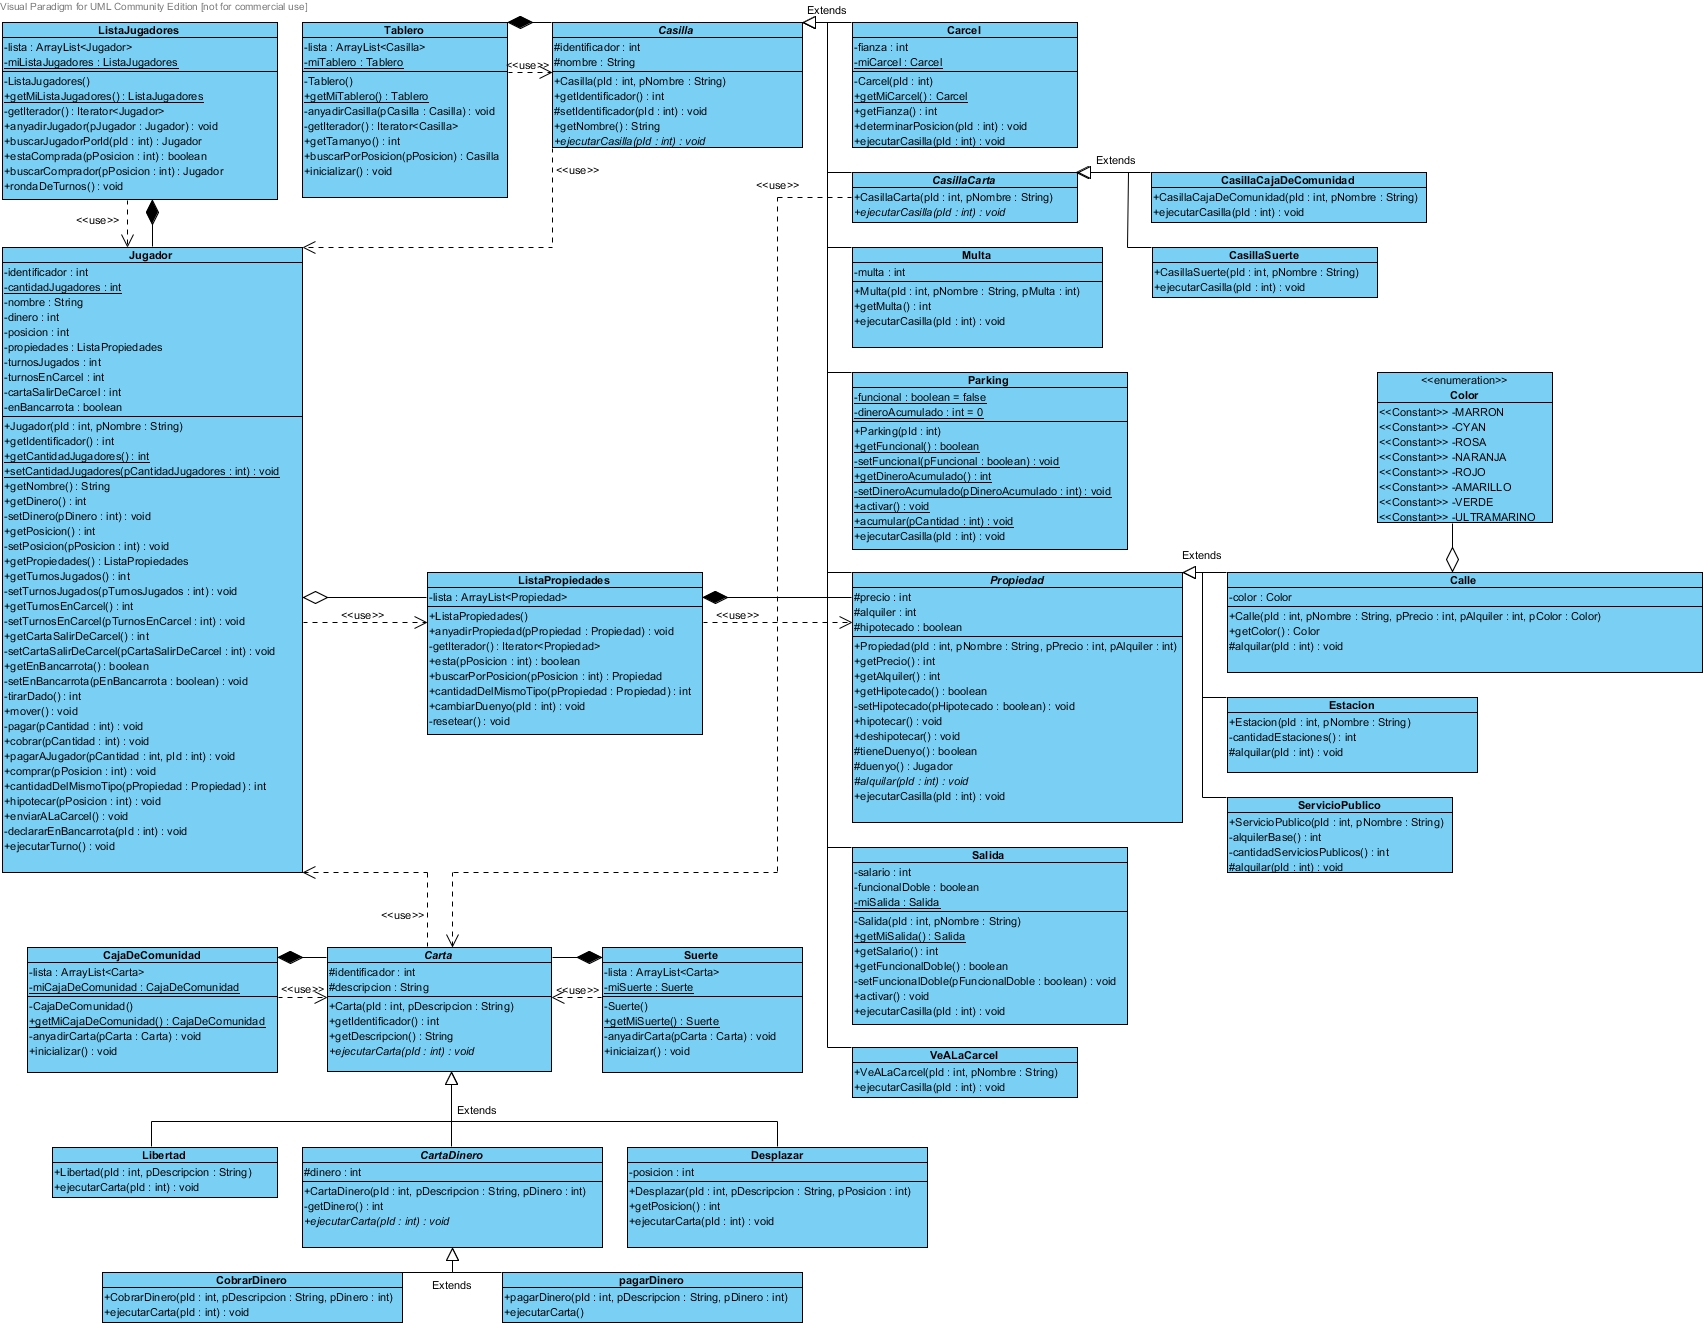 Visual Paradigm for UML Community Edition [not for commercial use]
ListaJugadores
-lista : ArrayList<Jugador>
-miListaJugadores : ListaJugadores
-ListaJugadores()
+getMiListaJugadores() : ListaJugadores
-getIterador() : Iterator<Jugador>
+anyadirJugador(pJugador : Jugador) : void
+buscarJugadorPorId(pId : int) : Jugador
+estaComprada(pPosicion : int) : boolean
+buscarComprador(pPosicion : int) : Jugador
+rondaDeTurnos() : void
<<use>>
Tablero
-lista : ArrayList<Casilla>
-miTablero : Tablero
-Tablero()
+getMiTablero() : Tablero
-anyadirCasilla(pCasilla : Casilla) : void
-getIterador() : Iterator<Casilla>
+getTamanyo() : int
+buscarPorPosicion(pPosicion) : Casilla
+inicializar() : void
<<use>>
Casilla
#identificador : int
#nombre : String
+Casilla(pId : int, pNombre : String)
+getIdentificador() : int
#setIdentificador(pId : int) : void
+getNombre() : String
+ejecutarCasilla(pId : int) : void
<<use>>
Extends
Carcel
-fianza : int
-miCarcel : Carcel
-Carcel(pId : int)
+getMiCarcel() : Carcel
+getFianza() : int
+determinarPosicion(pId : int) : void
+ejecutarCasilla(pId : int) : void
<<use>>
CasillaCarta
+CasillaCarta(pId : int, pNombre : String)
+ejecutarCasilla(pId : int) : void
Extends
CasillaCajaDeComunidad
+CasillaCajaDeComunidad(pId : int, pNombre : String)
+ejecutarCasilla(pId : int) : void
CasillaSuerte
+CasillaSuerte(pId : int, pNombre : String)
+ejecutarCasilla(pId : int) : void
Jugador
-identificador : int
-cantidadJugadores : int
-nombre : String
-dinero : int
-posicion : int
-propiedades : ListaPropiedades
-turnosJugados : int
-turnosEnCarcel : int
-cartaSalirDeCarcel : int
-enBancarrota : boolean
+Jugador(pId : int, pNombre : String)
+getIdentificador() : int
+getCantidadJugadores() : int
+setCantidadJugadores(pCantidadJugadores : int) : void
+getNombre() : String
+getDinero() : int
-setDinero(pDinero : int) : void
+getPosicion() : int
-setPosicion(pPosicion : int) : void
+getPropiedades() : ListaPropiedades
+getTurnosJugados() : int
-setTurnosJugados(pTurnosJugados : int) : void
+getTurnosEnCarcel() : int
-setTurnosEnCarcel(pTurnosEnCarcel : int) : void
+getCartaSalirDeCarcel() : int
-setCartaSalirDeCarcel(pCartaSalirDeCarcel : int) : void
+getEnBancarrota() : boolean
-setEnBancarrota(pEnBancarrota : boolean) : void
-tirarDado() : int
+mover() : void
-pagar(pCantidad : int) : void
+cobrar(pCantidad : int) : void
+pagarAJugador(pCantidad : int, pId : int) : void
+comprar(pPosicion : int) : void
+cantidadDelMismoTipo(pPropiedad : Propiedad) : int
+hipotecar(pPosicion : int) : void
+enviarALaCarcel() : void
-declararEnBancarrota(pId : int) : void
+ejecutarTurno() : void
<<use>>
ListaPropiedades
-lista : ArrayList<Propiedad>
+ListaPropiedades()
+anyadirPropiedad(pPropiedad : Propiedad) : void
-getIterador() : Iterator<Propiedad>
+esta(pPosicion : int) : boolean
+buscarPorPosicion(pPosicion : int) : Propiedad
+cantidadDelMismoTipo(pPropiedad : Propiedad) : int
+cambiarDuenyo(pId : int) : void
-resetear() : void
<<use>>
Multa
-multa : int
+Multa(pId : int, pNombre : String, pMulta : int)
+getMulta() : int
+ejecutarCasilla(pId : int) : void
Parking
-funcional : boolean = false
-dineroAcumulado : int = 0
+Parking(pId : int)
+getFuncional() : boolean
-setFuncional(pFuncional : boolean) : void
+getDineroAcumulado() : int
-setDineroAcumulado(pDineroAcumulado : int) : void
+activar() : void
+acumular(pCantidad : int) : void
+ejecutarCasilla(pId : int) : void
<<enumeration>>
Color
<<Constant>> -MARRON
<<Constant>> -CYAN
<<Constant>> -ROSA
<<Constant>> -NARANJA
<<Constant>> -ROJO
<<Constant>> -AMARILLO
<<Constant>> -VERDE
<<Constant>> -ULTRAMARINO
Propiedad
#precio : int
#alquiler : int
#hipotecado : boolean
+Propiedad(pId : int, pNombre : String, pPrecio : int, pAlquiler : int)
+getPrecio() : int
+getAlquiler() : int
+getHipotecado() : boolean
-setHipotecado(pHipotecado : boolean) : void
+hipotecar() : void
+deshipotecar() : void
#tieneDuenyo() : boolean
#duenyo() : Jugador
#alquilar(pId : int) : void
+ejecutarCasilla(pId : int) : void
Extends
Calle
-color : Color
+Calle(pId : int, pNombre : String, pPrecio : int, pAlquiler : int, pColor : Color)
+getColor() : Color
#alquilar(pId : int) : void
Estacion
+Estacion(pId : int, pNombre : String)
-cantidadEstaciones() : int
#alquilar(pId : int) : void
ServicioPublico
+ServicioPublico(pId : int, pNombre : String)
-alquilerBase() : int
-cantidadServiciosPublicos() : int
#alquilar(pId : int) : void
Salida
-salario : int
-funcionalDoble : boolean
-miSalida : Salida
-Salida(pId : int, pNombre : String)
+getMiSalida() : Salida
+getSalario() : int
+getFuncionalDoble() : boolean
-setFuncionalDoble(pFuncionalDoble : boolean) : void
+activar() : void
+ejecutarCasilla(pId : int) : void
VeALaCarcel
+VeALaCarcel(pId : int, pNombre : String)
+ejecutarCasilla(pId : int) : void
<<use>>
CajaDeComunidad
-lista : ArrayList<Carta>
-miCajaDeComunidad : CajaDeComunidad
-CajaDeComunidad()
+getMiCajaDeComunidad() : CajaDeComunidad
-anyadirCarta(pCarta : Carta) : void
+inicializar() : void
<<use>>
Carta
#identificador : int
#descripcion : String
+Carta(pId : int, pDescripcion : String)
+getIdentificador() : int
+getDescripcion() : String
+ejecutarCarta(pId : int) : void
<<use>>
Suerte
-lista : ArrayList<Carta>
-miSuerte : Suerte
-Suerte()
+getMiSuerte() : Suerte
-anyadirCarta(pCarta : Carta) : void
+iniciaizar() : void
Extends
Libertad
+Libertad(pId : int, pDescripcion : String)
+ejecutarCarta(pId : int) : void
CartaDinero
#dinero : int
+CartaDinero(pId : int, pDescripcion : String, pDinero : int)
-getDinero() : int
+ejecutarCarta(pId : int) : void
Desplazar
-posicion : int
+Desplazar(pId : int, pDescripcion : String, pPosicion : int)
+getPosicion() : int
+ejecutarCarta(pId : int) : void
Extends
CobrarDinero
+CobrarDinero(pId : int, pDescripcion : String, pDinero : int)
+ejecutarCarta(pId : int) : void
pagarDinero
+pagarDinero(pId : int, pDescripcion : String, pDinero : int)
+ejecutarCarta()